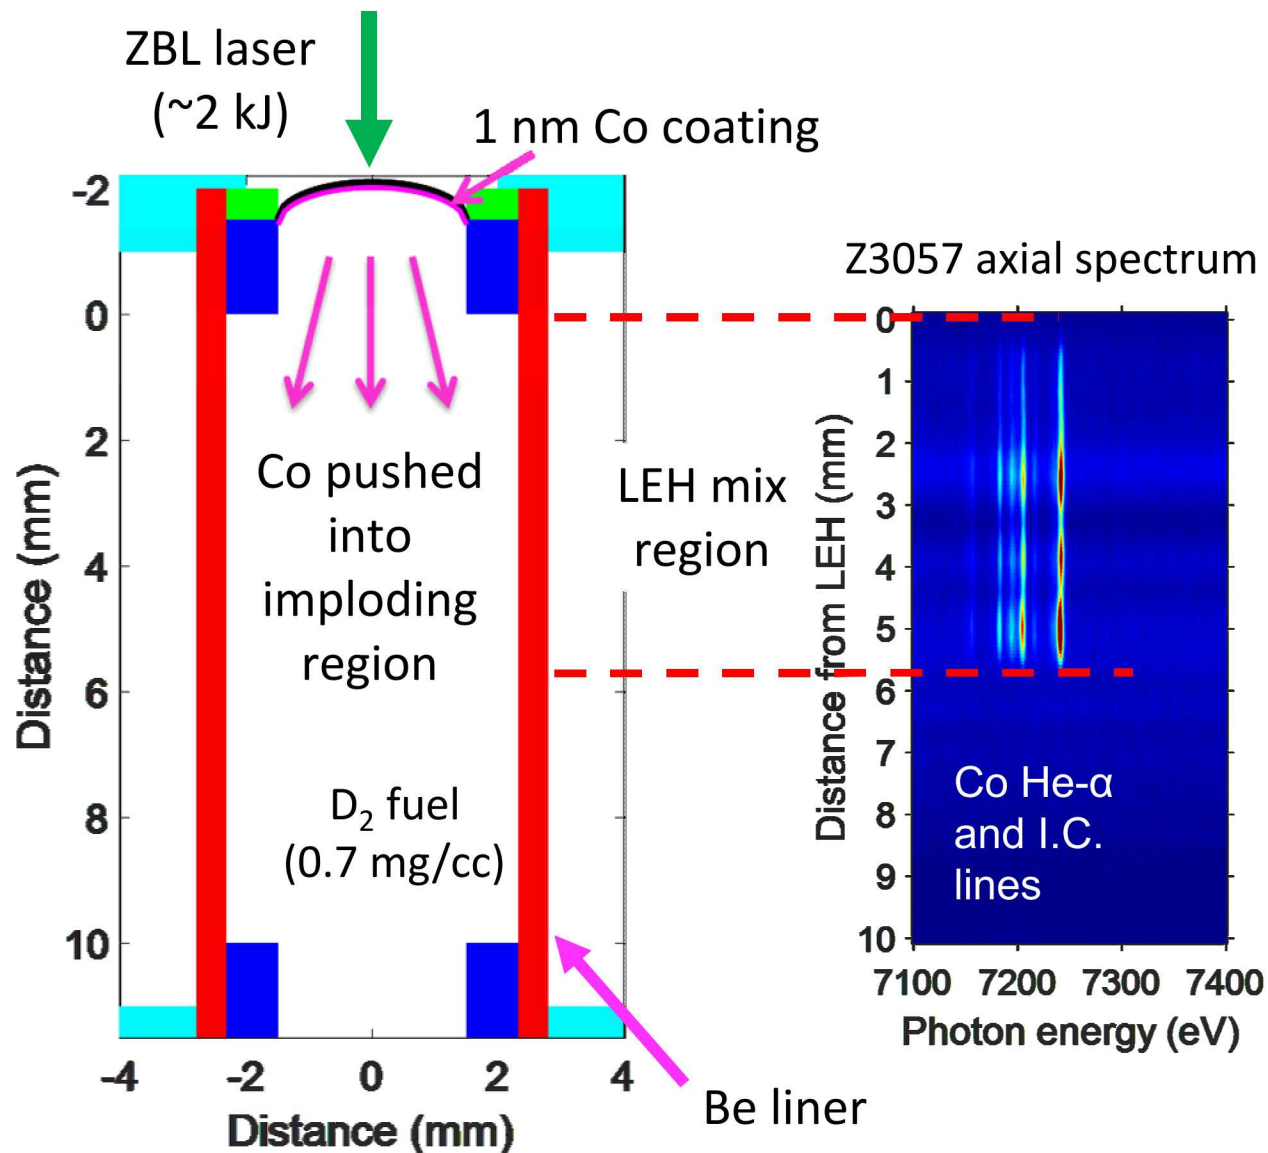 ZBL laser
(~2 kJ)
1 nm Co coating
-2
0
2
4
6
8
10
Distance (mm)
Co pushed
into
imploding
region
D₂ fuel
(0.7 mg/cc)
-4
-2
0
2
4
Distance (mm)
Be liner
LEH mix
region
Z3057 axial spectrum
0
1
2
3
4
5
6
7
8
9
10
Distance from LEH (mm)
Co He-α
and I.C.
lines
7100
7200
7300
7400
Photon energy (eV)